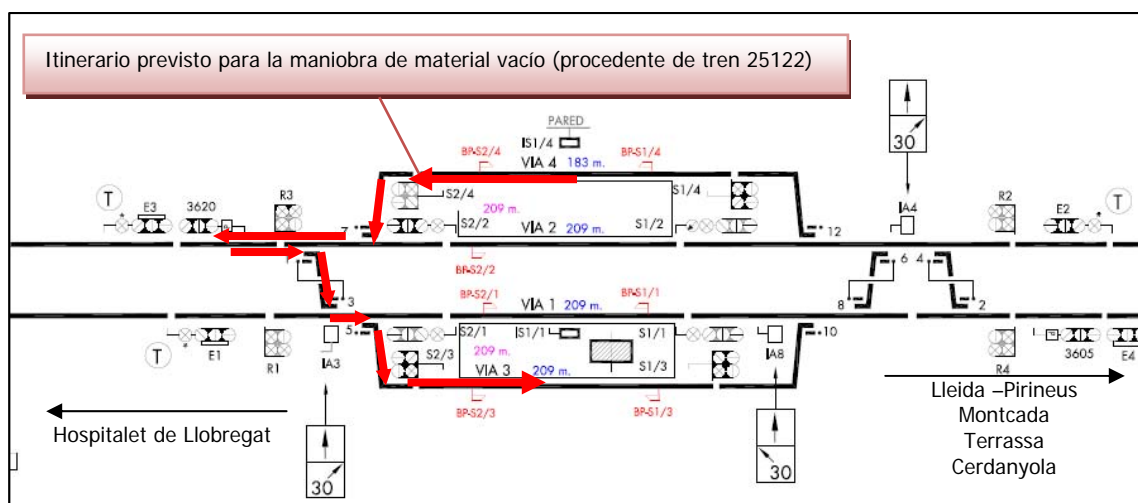 Itinerario previsto para la maniobra de material vacío (procedente de tren 25122)
PARED
IS1/4
BP-S2/4
VIA 4 183 m.
BP-S1/4
30
R3
S2/4
S1/4
IA4
R2
T
E3
3620
209 m.
E2
T
7
S2/2
VIA 2 209 m.
S1/2
12
BP-S2/2
6
4
3
BP-S2/1
VIA 1 209 m.
BP-S1/1
8
2
5
S2/1
IS1/1
S1/1
10
T
E1
R1
IA3
S2/3
209 m.
VIA 3 209 m.
S1/3
IA8
R4
3605
E4
BP-S2/3
BP-S1/3
Hospitalet de Llobregat
Lleida –Pirineus
Montcada
Terrassa
Cerdanyola
30
30